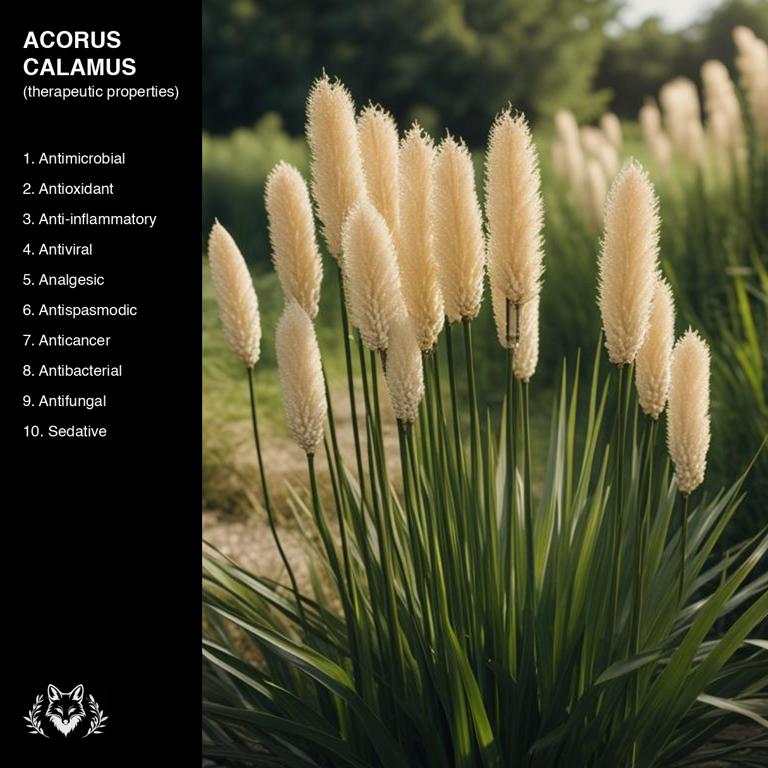 ACORUS
CALAMUS
(therapeutic properties)
1. Antimicrobial
2. Antioxidant
3. Anti-inflammatory
4. Antiviral
5. Analgesic
6. Antispasmodic
7. Anticancer
8. Antibacterial
9. Antifungal
10. Sedative